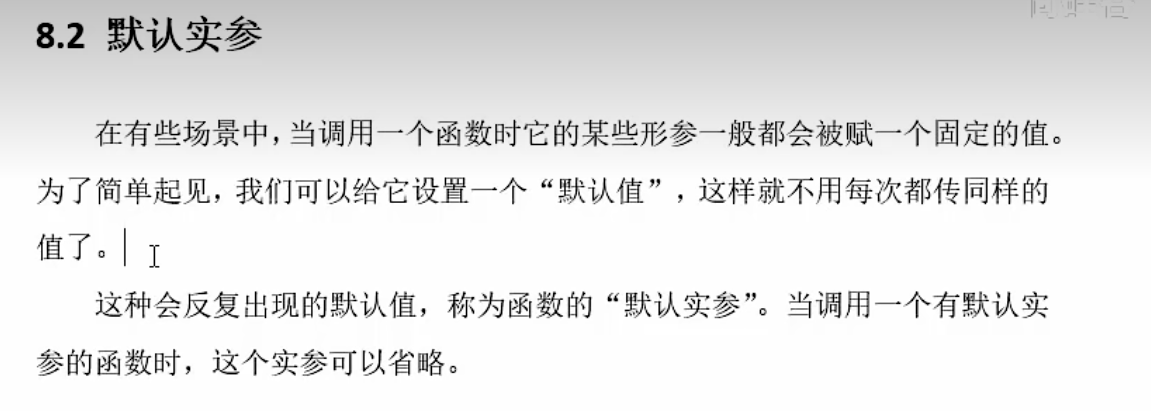 8.2 默认实参
在有些场景中，当调用一个函数时它的某些形参一般都会被赋一个固定的值。
为了简单起见，我们可以给它设置一个“默认值”，这样就不用每次都传同样的
值了。
这种会反复出现的默认值，称为函数的“默认实参”。当调用一个有默认实
参的函数时，这个实参可以省略。